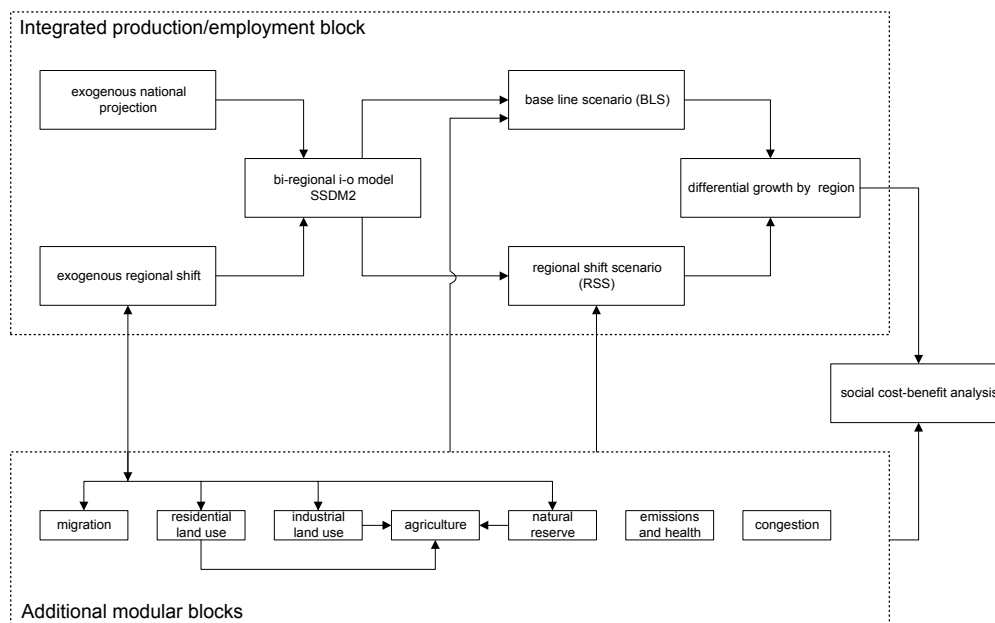 Integrated production/employment block
exogenous national
projection
base line scenario (BLS)
bi-regional i-o model
SSDM2
differential growth by region
exogenous regional shift
regional shift scenario
(RSS)
social cost-benefit analysis
migration
residential
land use
industrial
land use
agriculture
natural
reserve
emissions
and health
congestion
Additional modular blocks